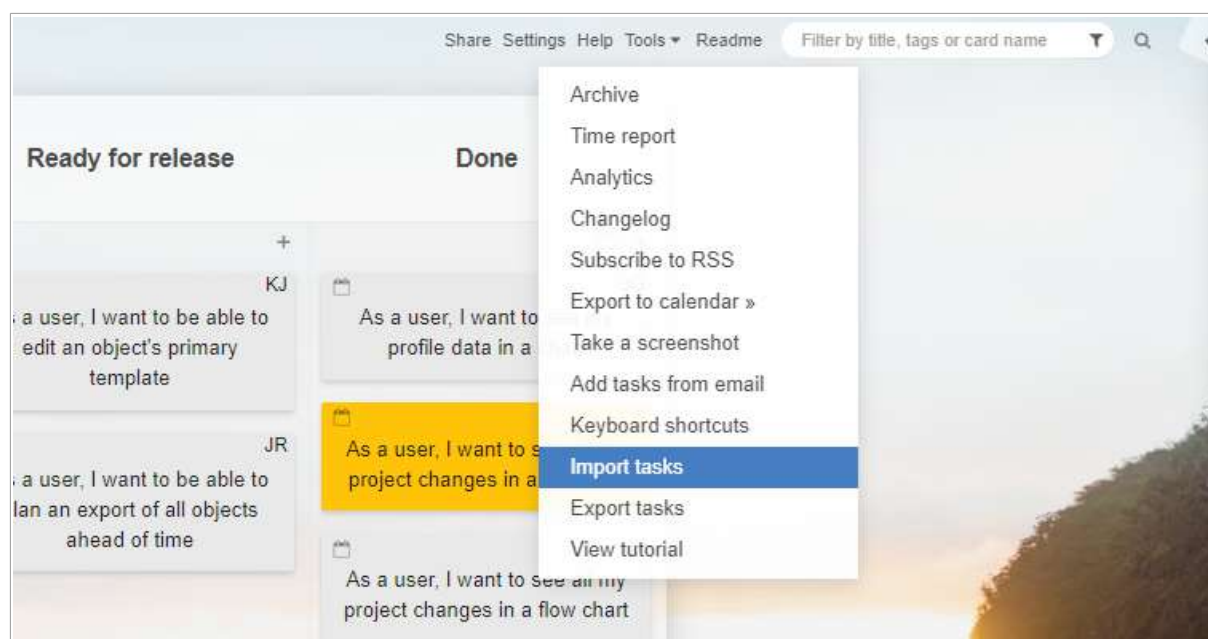 Share Settings Help Tools Readme Filter by title, tags or card name
Archive
Time report
Analytics
Changelog
Subscribe to RSS
Export to calendar »
Take a screenshot
Add tasks from email
Keyboard shortcuts
Import tasks
Export tasks
View tutorial
Ready for release
+
KJ
a user, I want to be able to
edit an object's primary
template
JR
a user, I want to be able to
an export of all objects
ahead of time
Done
As a user, I want to
profile data in a
As a user, I want to
project changes in a
As a user, I want to see all my
project changes in a flow chart